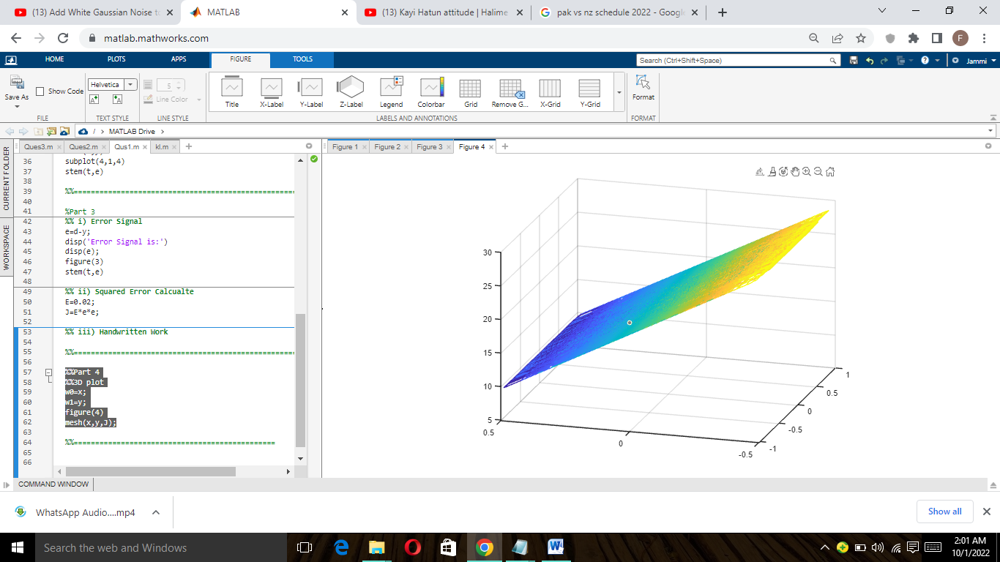 (13) Add White Gaussian Noise to
MATLAB
(13) Kayi Hatun attitude | Halime
pak vs nz schedule 2022 - Google
matlab.mathworks.com
F
HOME PLOTS APPS FIGURE TOOLS
Search (Ctrl+Shift+Space)
Jammi
Save As
Show Code
FILE
Helvetica
A A
TEXT STYLE
5
Line Color
LINE STYLE
Title X-Label Y-Label Z-Label Legend Colorbar Grid Remove G... X-Grid Y-Grid
LABELS AND ANNOTATIONS
Format
FORMAT
/ > MATLAB Drive >
CURRENT FOLDER
WORKSPACE
Ques3.m Ques2.m Qus1.m kl.m
36 subplot(4,1,4)
37 stem(t,e)
38
39 %%===================================================
40
41 %Part 3
42 %% i) Error Signal
43 e=d-y;
44 disp('Error Signal is:')
45 disp(e);
46 figure(3)
47 stem(t,e)
48
49 %% ii) Squared Error Calcualte
50 E=0.02;
51 J=E*e*e;
52
53 %% iii) Handwritten Work
54
55 %%===================================================
56
57 %%Part 4
58 %%3D plot
59 w0=x;
60 w1=y;
61 figure(4)
62 mesh(x,y,J);
63
64 %%==============================================
65
66
Figure 1 Figure 2 Figure 3 Figure 4
30
25
20
15
10
5
0.5
0
-0.5
-1
-0.5
0
0.5
1
COMMAND WINDOW
WhatsApp Audio....mp4
Show all
Search the web and Windows
2:01 AM
10/1/2022